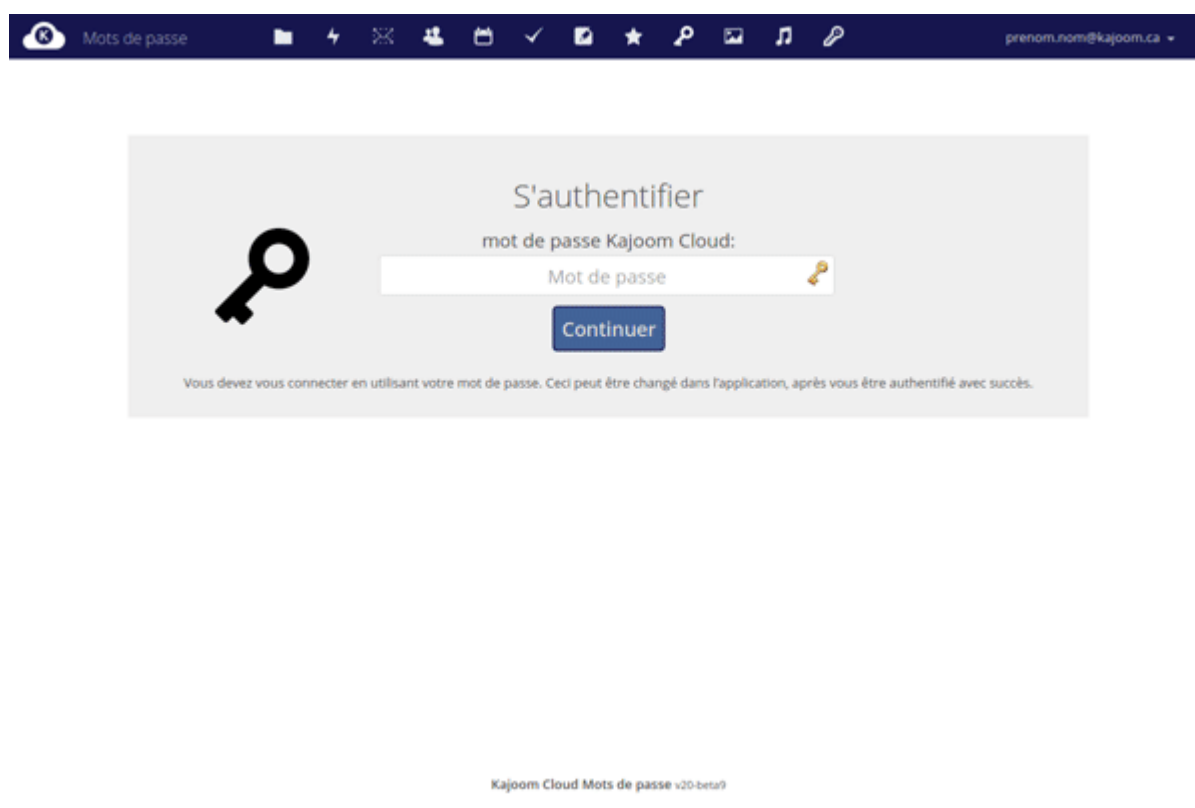 K Mots de passe prenom.nom@kajoom.ca
S'authentifier
mot de passe Kajoom Cloud:
Mot de passe
Continuer
Vous devez vous connecter en utilisant votre mot de passe. Ceci peut être changé dans l'application, après vous être authentifié avec succès.
Kajoom Cloud Mots de passe v20-beta9